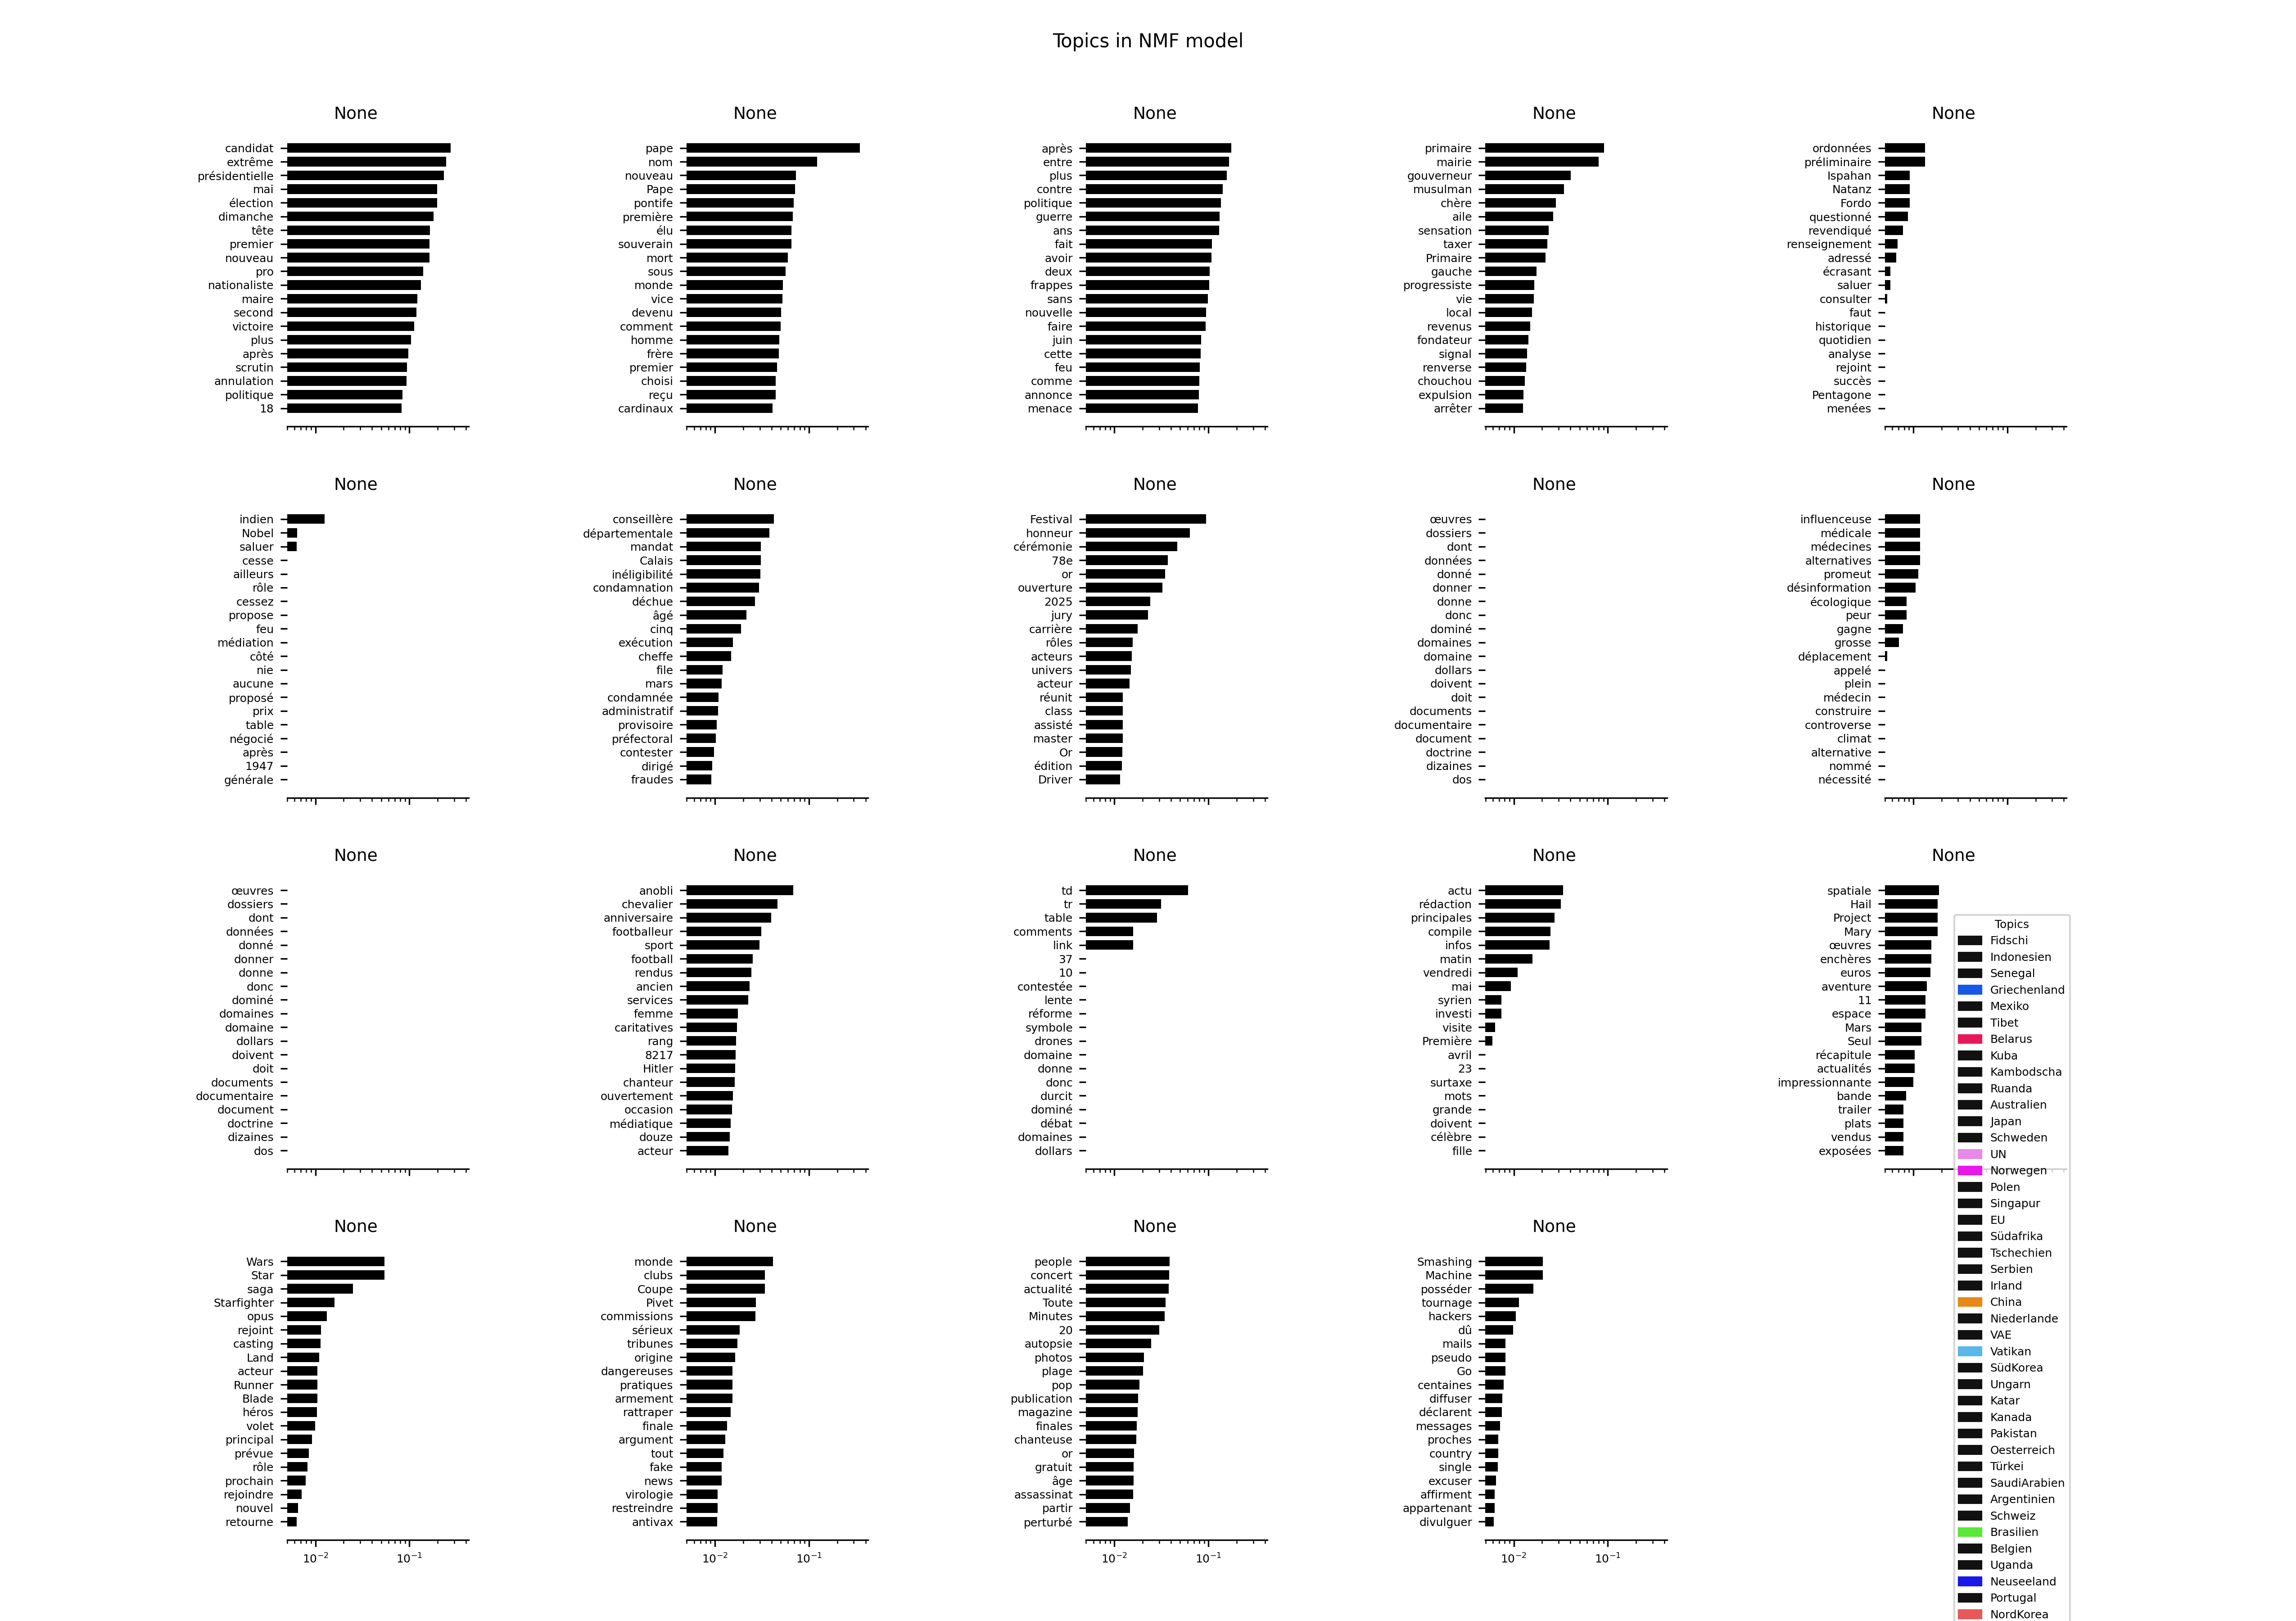 Topics in NMF model
None
candidat
extrême
présidentielle
mai
élection
dimanche
tête
premier
nouveau
pro
nationaliste
maire
second
victoire
plus
après
scrutin
annulation
politique
18
None
pape
nom
nouveau
Pape
pontife
première
élu
souverain
mort
sous
monde
vice
devenu
comment
homme
frère
premier
choisi
reçu
cardinaux
None
après
entre
plus
contre
politique
guerre
ans
fait
avoir
deux
frappes
sans
nouvelle
faire
juin
cette
feu
comme
annonce
menace
None
primaire
mairie
gouverneur
musulman
chère
aile
sensation
taxer
Primaire
gauche
progressiste
vie
local
revenus
fondateur
signal
renverse
chouchou
expulsion
arrêter
None
ordonnées
préliminaire
Ispahan
Natanz
Fordo
questionné
revendiqué
renseignement
adressé
écrasant
saluer
consulter
faut
historique
quotidien
analyse
rejoint
succès
Pentagone
menées
None
indien
Nobel
saluer
cesse
ailleurs
rôle
cessez
propose
feu
médiation
côté
nie
aucune
proposé
prix
table
négocié
après
1947
générale
None
conseillère
départementale
mandat
Calais
inéligibilité
condamnation
déchue
âgé
cinq
exécution
cheffe
file
mars
condamnée
administratif
provisoire
préfectoral
contester
dirigé
fraudes
None
Festival
honneur
cérémonie
78e
or
ouverture
2025
jury
carrière
rôles
acteurs
univers
acteur
réunit
class
assisté
master
Or
édition
Driver
None
œuvres
dossiers
dont
données
donné
donner
donne
donc
dominé
domaines
domaine
dollars
doivent
doit
documents
documentaire
document
doctrine
dizaines
dos
None
influenceuse
médicale
médecines
alternatives
promeut
désinformation
écologique
peur
gagne
grosse
déplacement
appelé
plein
médecin
construire
controverse
climat
alternative
nommé
nécessité
None
œuvres
dossiers
dont
données
donné
donner
donne
donc
dominé
domaines
domaine
dollars
doivent
doit
documents
documentaire
document
doctrine
dizaines
dos
None
anobli
chevalier
anniversaire
footballeur
sport
football
rendus
ancien
services
femme
caritatives
rang
8217
Hitler
chanteur
ouvertement
occasion
médiatique
douze
acteur
None
td
tr
table
comments
link
37
10
contestée
lente
réforme
symbole
drones
domaine
donne
donc
durcit
dominé
débat
domaines
dollars
None
actu
rédaction
principales
compile
infos
matin
vendredi
mai
syrien
investi
visite
Première
avril
23
surtaxe
mots
grande
doivent
célèbre
fille
None
spatiale
Hail
Project
Mary
œuvres
enchères
euros
aventure
11
espace
Mars
Seul
récapitule
actualités
impressionnante
bande
trailer
plats
vendus
exposées
None
Wars
Star
saga
Starfighter
opus
rejoint
casting
Land
acteur
Runner
Blade
héros
volet
principal
prévue
rôle
prochain
rejoindre
nouvel
retourne
10⁻² 10⁻¹
None
monde
clubs
Coupe
Pivet
commissions
sérieux
tribunes
origine
dangereuses
pratiques
armement
rattraper
finale
argument
tout
fake
news
virologie
restreindre
antivax
10⁻² 10⁻¹
None
people
concert
actualité
Toute
Minutes
20
autopsie
photos
plage
pop
publication
magazine
finales
chanteuse
or
gratuit
âge
assassinat
partir
perturbé
10⁻² 10⁻¹
None
Smashing
Machine
posséder
tournage
hackers
dû
mails
pseudo
Go
centaines
diffuser
déclarent
messages
proches
country
single
excuser
affirment
appartenant
divulguer
10⁻² 10⁻¹
Topics
Fidschi
Indonesien
Senegal
Griechenland
Mexiko
Tibet
Belarus
Kuba
Kambodscha
Ruanda
Australien
Japan
Schweden
UN
Norwegen
Polen
Singapur
EU
Südafrika
Tschechien
Serbien
Irland
China
Niederlande
VAE
Vatikan
SüdKorea
Ungarn
Katar
Kanada
Pakistan
Oesterreich
Türkei
SaudiArabien
Argentinien
Schweiz
Brasilien
Belgien
Uganda
Neuseeland
Portugal
NordKorea